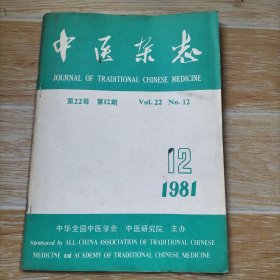 中医杂志
JOURNAL OF TRADITIONAL CHINESE MEDICINE
第22卷 第12期 Vol. 22 No. 12
12
1981
中华全国中医学会 中医研究院 主办
Sponsored by ALL-CHINA ASSOCIATION OF TRADITIONAL CHINESE
MEDICINE and ACADEMY OF TRADITIONAL CHINESE MEDICINE